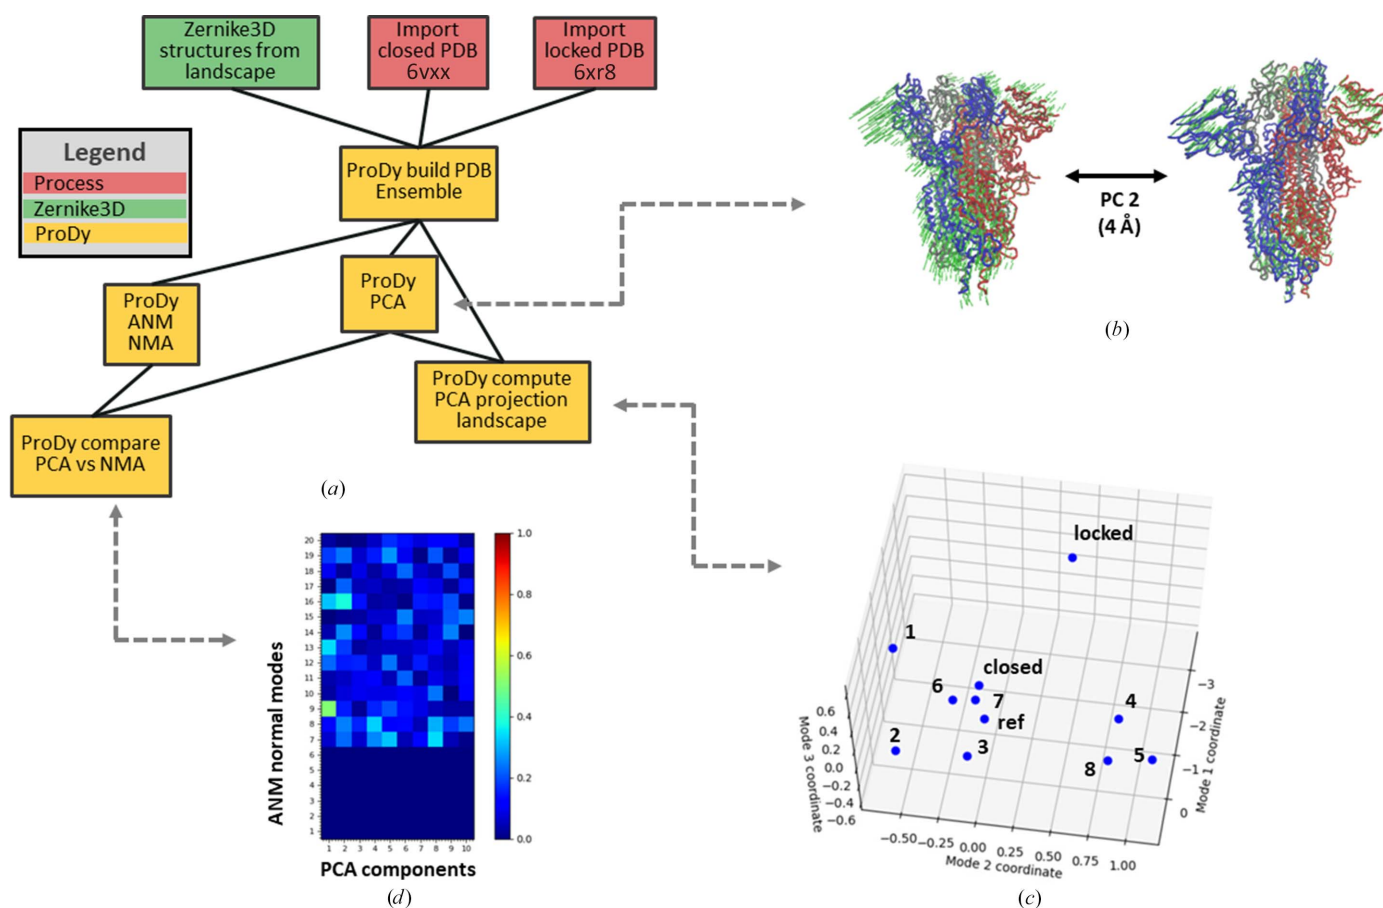 Zernike3D
structures from
landscape
Import
closed PDB
6vxx
Import
locked PDB
6xr8
Legend
Process
Zernike3D
ProDy
ProDy build PDB
Ensemble
ProDy
ANM
NMA
ProDy
PCA
ProDy compute
PCA projection
landscape
ProDy compare
PCA vs NMA
(a)
PC 2
(4 Å)
(b)
locked
1
closed
6
7
4
ref
2
3
8
5
0.6
0.4
0.2
0.0
−0.2
−0.4
−0.6
Mode 3 coordinate
−0.50
−0.25
0.00
0.25
0.50
0.75
1.00
Mode 2 coordinate
−3
−2
−1
0
Mode 1 coordinate
(c)
20
19
18
17
16
15
14
13
12
11
10
9
8
7
6
5
4
3
2
1
ANM normal modes
1 2 3 4 5 6 7 8 9 10
PCA components
1.0
0.8
0.6
0.4
0.2
0.0
(d)